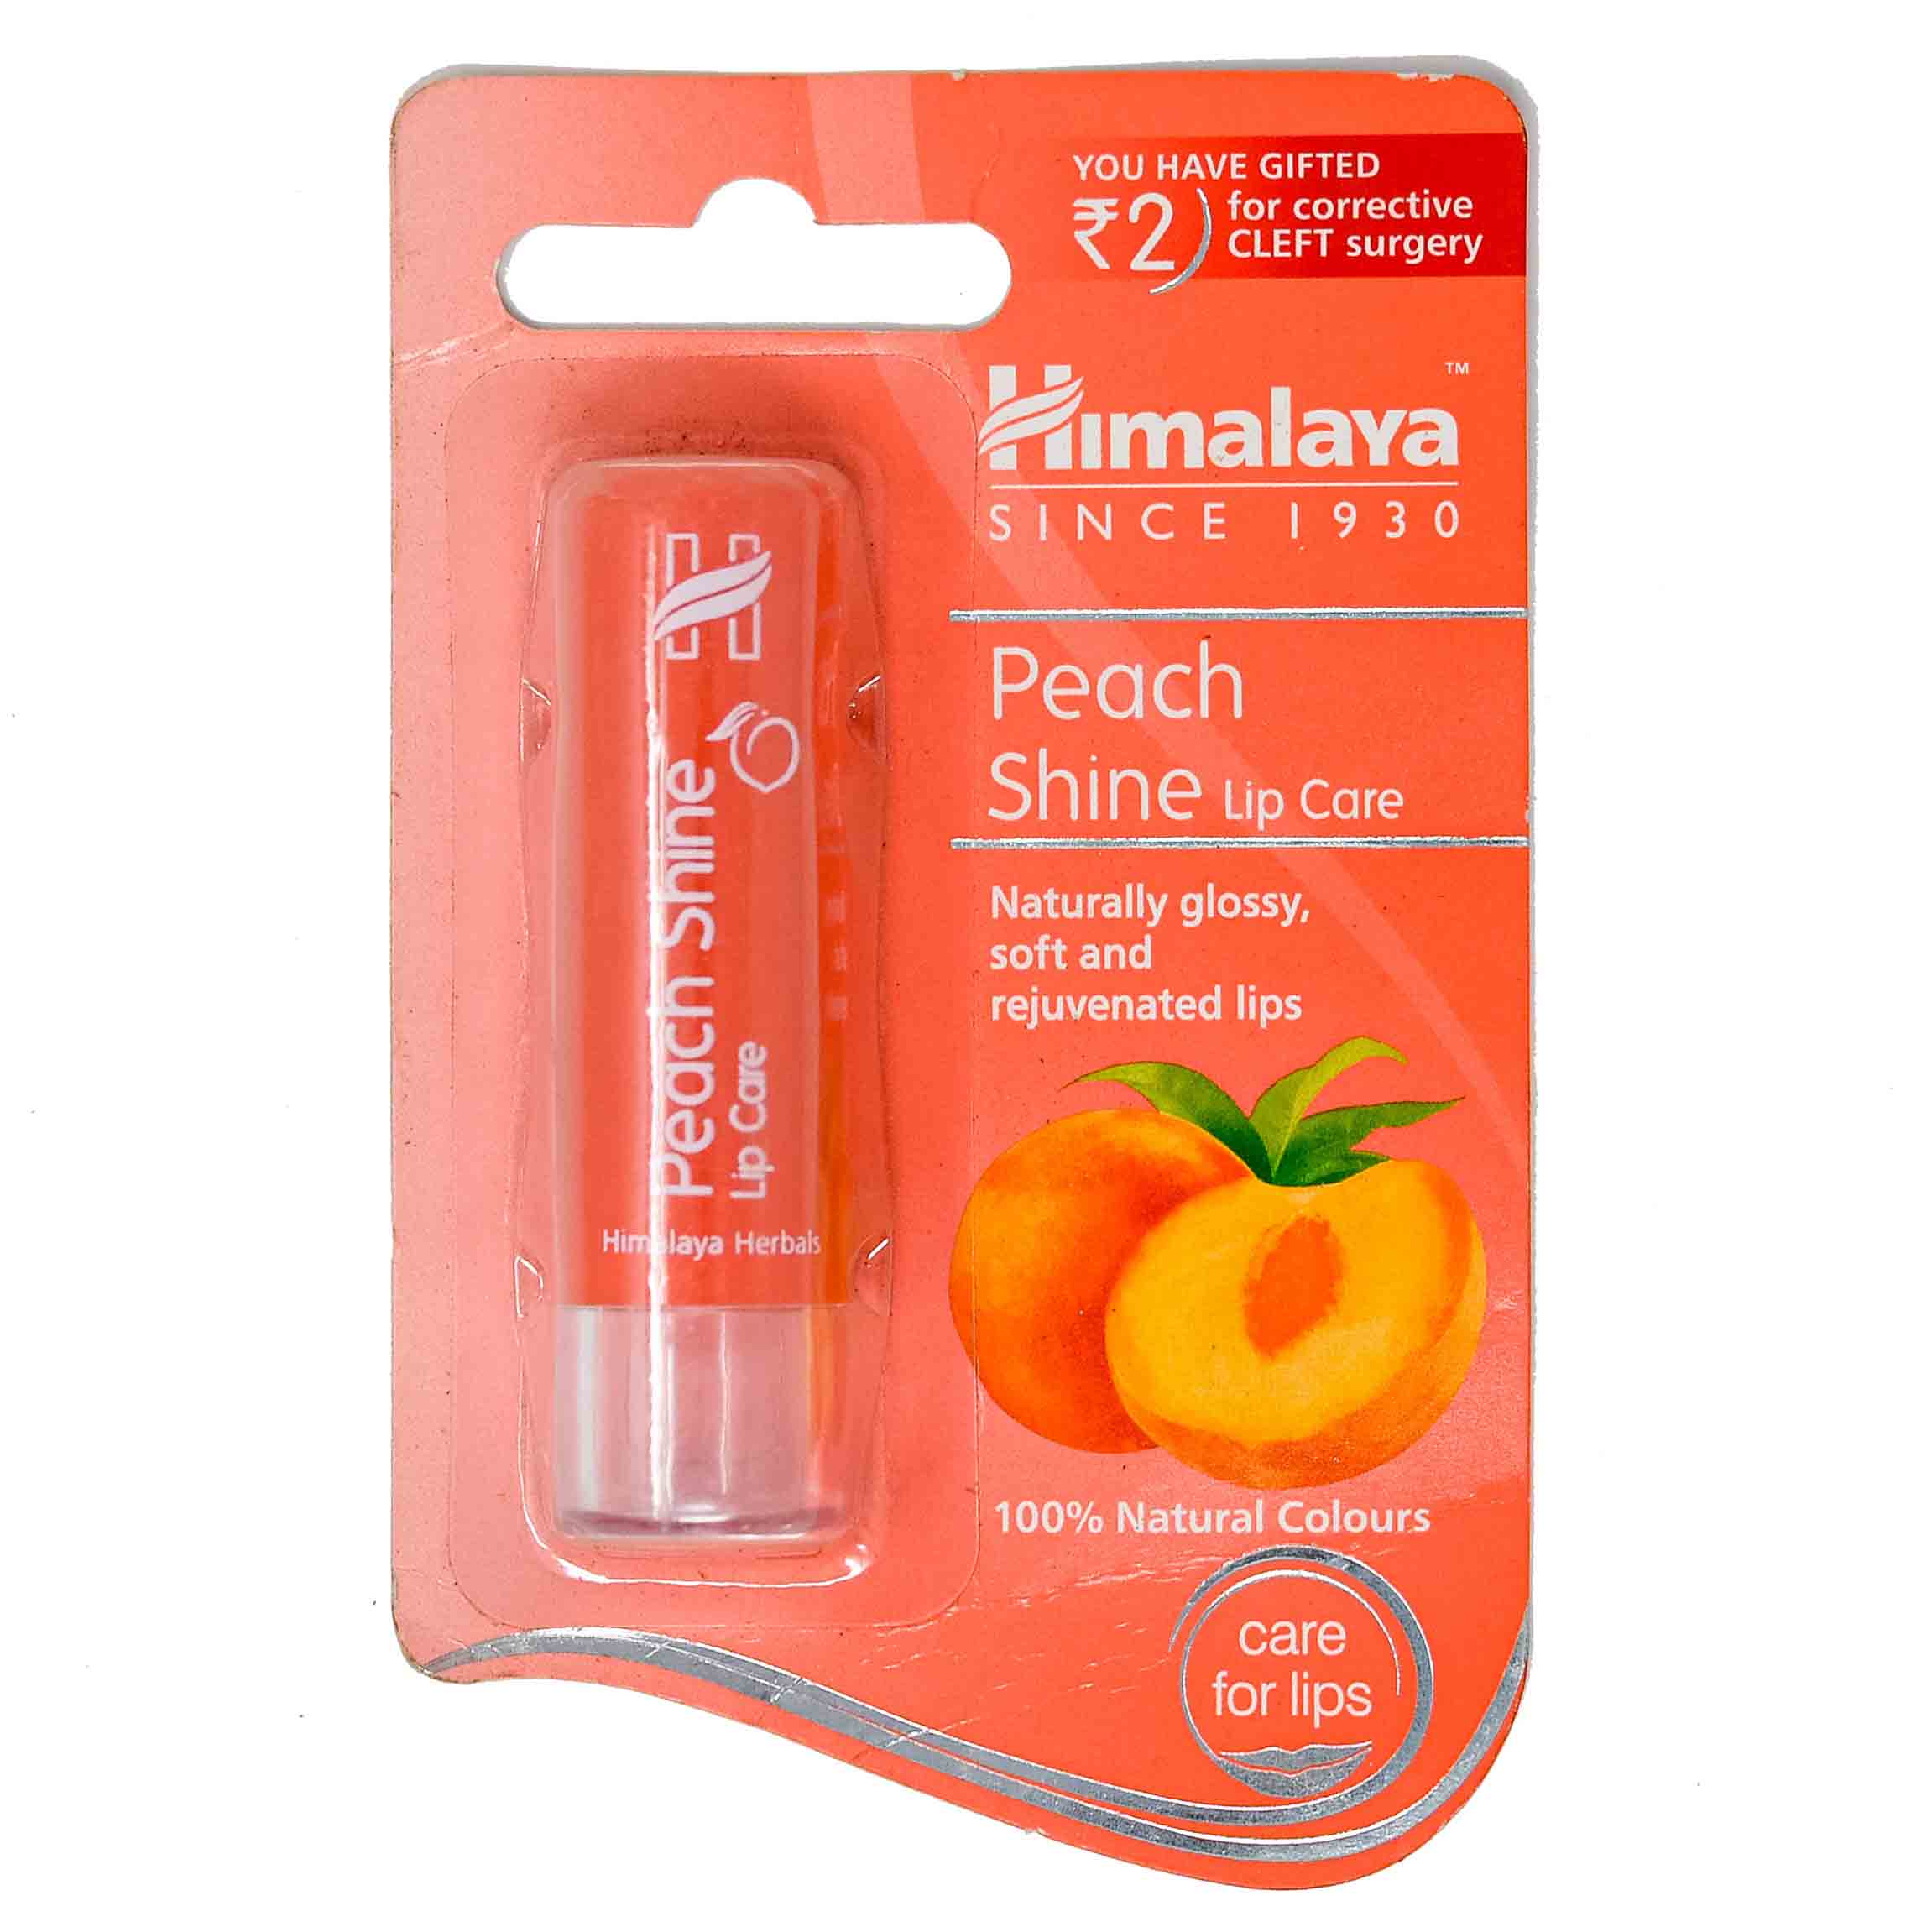 YOU HAVE GIFTED
₹2 for corrective
CLEFT surgery
Himalaya™
SINCE 1930
Peach
Shine Lip Care
Naturally glossy,
soft and
rejuvenated lips
100% Natural Colours
care
for lips
H
Peach Shine
Lip Care
Himalaya Herbals